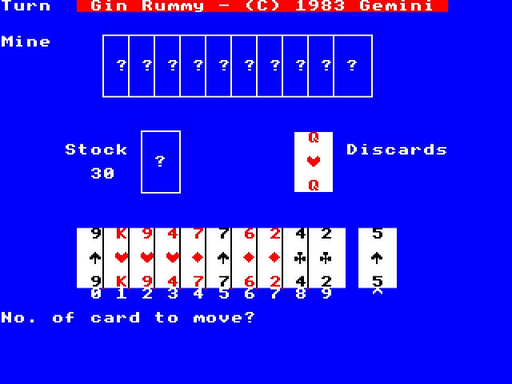 Turn Gin Rummy - (C) 1983 Gemini
Mine ? ? ? ? ? ? ? ? ? ?
Q
Stock ? Discards
30
Q
9 K 9 4 7 7 6 2 4 2 5
9 K 9 4 7 7 6 2 4 2 5
0 1 2 3 4 5 6 7 8 9 ^
No. of card to move?